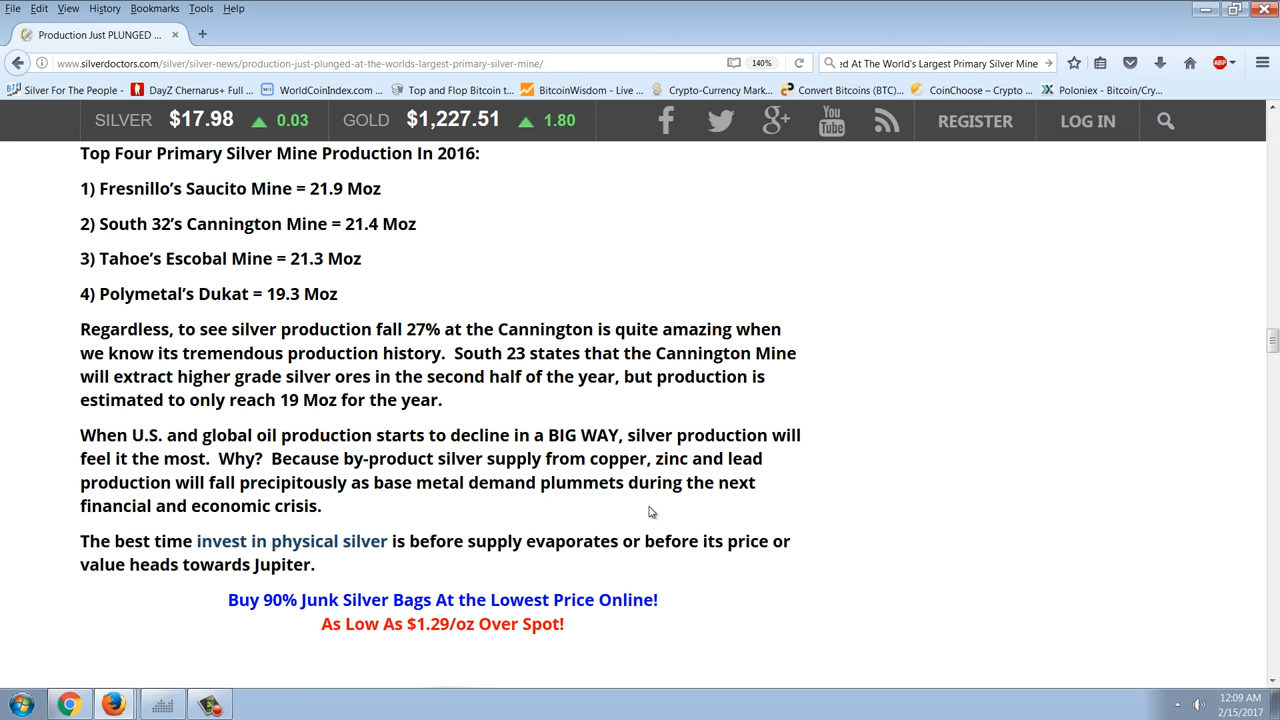 File Edit View History Bookmarks Tools Help
Production Just PLUNGED ... × +
www.silverdoctors.com/silver/silver-news/production-just-plunged-at-the-worlds-largest-primary-silver-mine/ 140% :d At The World's Largest Primary Silver Mine ABP
Silver For The People - DayZ Chernarus+ Full ... WorldCoinIndex.com ... Top and Flop Bitcoin t... BitcoinWisdom - Live ... Crypto-Currency Mark... Convert Bitcoins (BTC)... CoinChoose – Crypto ... Poloniex - Bitcoin/Cry...
SILVER $17.98 ▲ 0.03 GOLD $1,227.51 ▲ 1.80 You Tube REGISTER LOG IN
Top Four Primary Silver Mine Production In 2016:
1) Fresnillo's Saucito Mine = 21.9 Moz
2) South 32's Cannington Mine = 21.4 Moz
3) Tahoe's Escobal Mine = 21.3 Moz
4) Polymetal's Dukat = 19.3 Moz
Regardless, to see silver production fall 27% at the Cannington is quite amazing when
we know its tremendous production history.  South 23 states that the Cannington Mine
will extract higher grade silver ores in the second half of the year, but production is
estimated to only reach 19 Moz for the year.
When U.S. and global oil production starts to decline in a BIG WAY, silver production will
feel it the most.  Why?  Because by-product silver supply from copper, zinc and lead
production will fall precipitously as base metal demand plummets during the next
financial and economic crisis.
The best time invest in physical silver is before supply evaporates or before its price or
value heads towards Jupiter.
Buy 90% Junk Silver Bags At the Lowest Price Online!
As Low As $1.29/oz Over Spot!
12:09 AM
2/15/2017